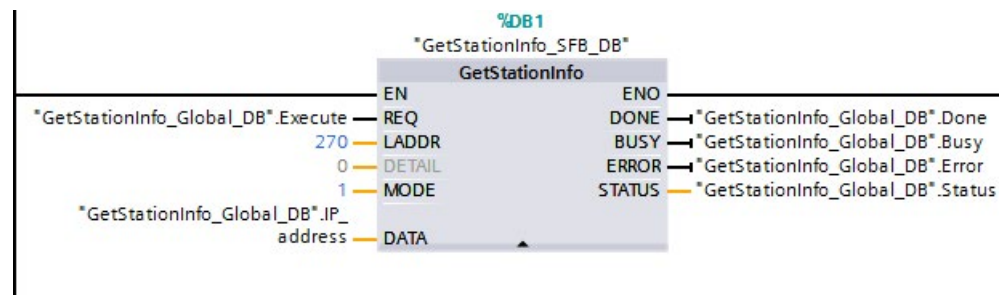 %DB1
"GetStationInfo_SFB_DB"
GetStationInfo
EN ENO
"GetStationInfo_Global_DB".Execute REQ DONE "GetStationInfo_Global_DB".Done
270 LADDR BUSY "GetStationInfo_Global_DB".Busy
0 DETAIL ERROR "GetStationInfo_Global_DB".Error
1 MODE STATUS "GetStationInfo_Global_DB".Status
"GetStationInfo_Global_DB".IP_
address DATA